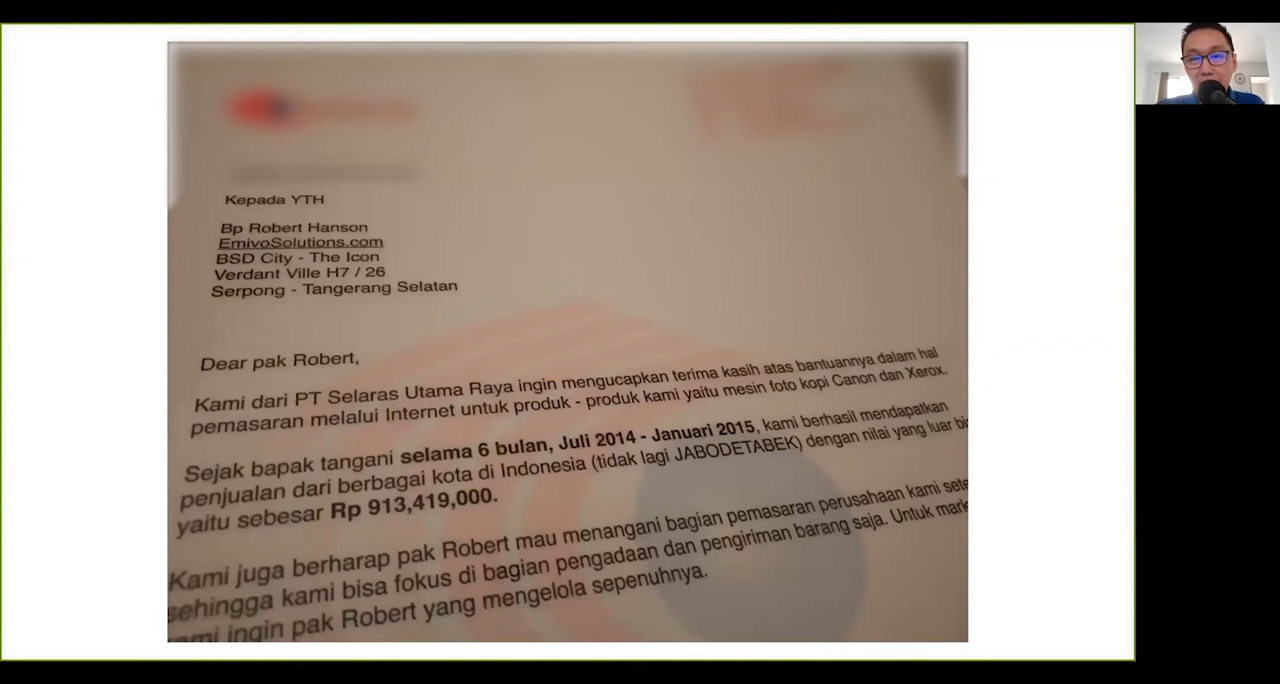 Kepada YTH
Bp Robert Hanson
EmivoSolutions.com
BSD City - The Icon
Verdant Ville H7 / 26
Serpong - Tangerang Selatan
Dear pak Robert,
Kami dari PT Selaras Utama Raya ingin mengucapkan terima kasih atas bantuannya dalam hal
pemasaran melalui Internet untuk produk - produk kami yaitu mesin foto kopi Canon dan Xerox.
Sejak bapak tangani selama 6 bulan, Juli 2014 - Januari 2015, kami berhasil mendapatkan
penjualan dari berbagai kota di Indonesia (tidak lagi JABODETABEK) dengan nilai yang luar bi
yaitu sebesar Rp 913,419,000.
Kami juga berharap pak Robert mau menangani bagian pemasaran perusahaan kami sete
sehingga kami bisa fokus di bagian pengadaan dan pengiriman barang saja. Untuk mark
kami ingin pak Robert yang mengelola sepenuhnya.